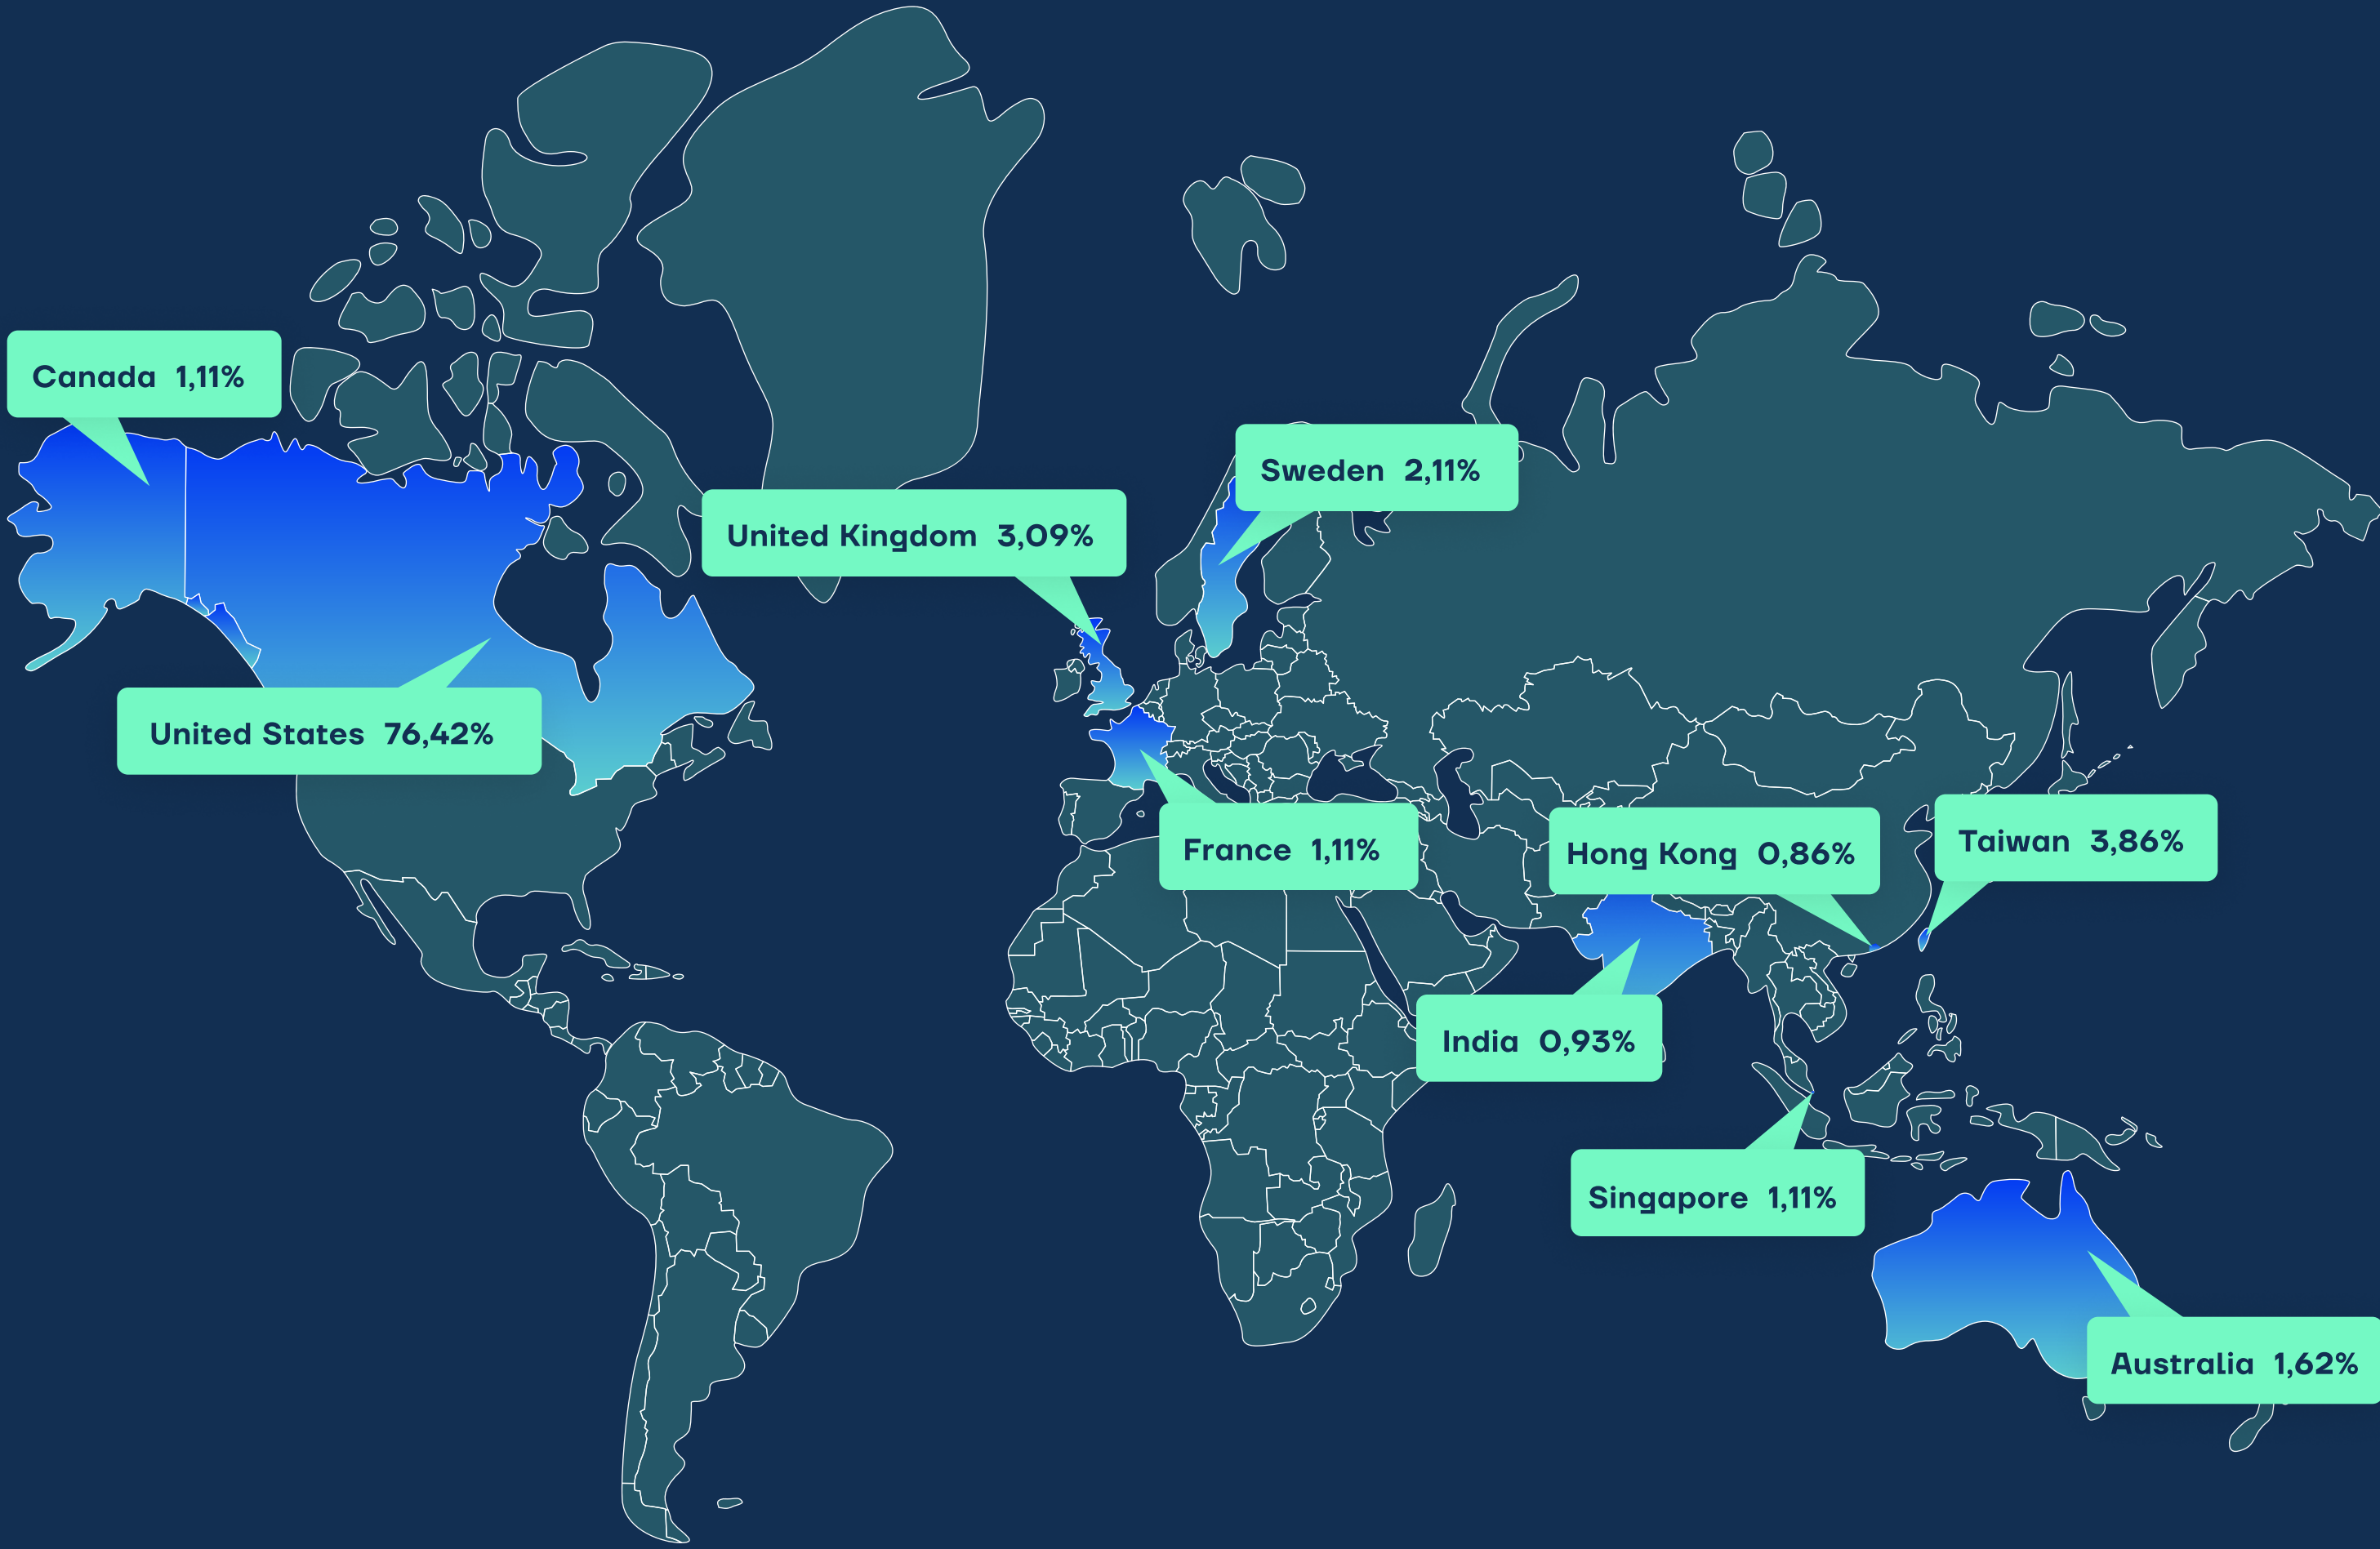 Canada 1,11%
Sweden 2,11%
United Kingdom 3,09%
United States 76,42%
France 1,11%
Hong Kong 0,86%
Taiwan 3,86%
India 0,93%
Singapore 1,11%
Australia 1,62%